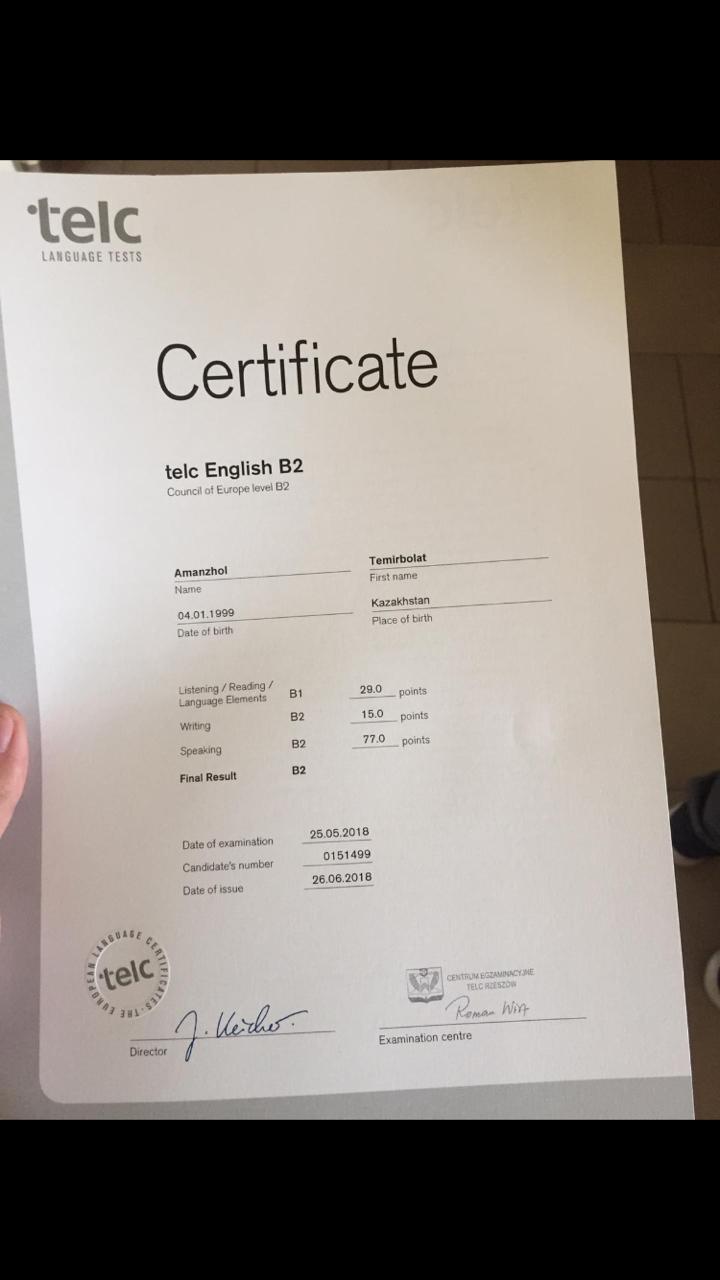 telc
LANGUAGE TESTS
Certificate
telc English B2
Council of Europe level B2
Amanzhol Temirbolat
Name First name
04.01.1999 Kazakhstan
Date of birth Place of birth
Listening / Reading /
Language Elements B1 29.0 points
Writing B2 15.0 points
Speaking B2 77.0 points
Final Result B2
Date of examination 25.05.2018
Candidate's number 0151499
Date of issue 26.06.2018
THE EUROPEAN LANGUAGE CERTIFICATES
telc
CENTRUM EGZAMINACYJNE
TELC RZESZÓW
Roman
Director Examination centre